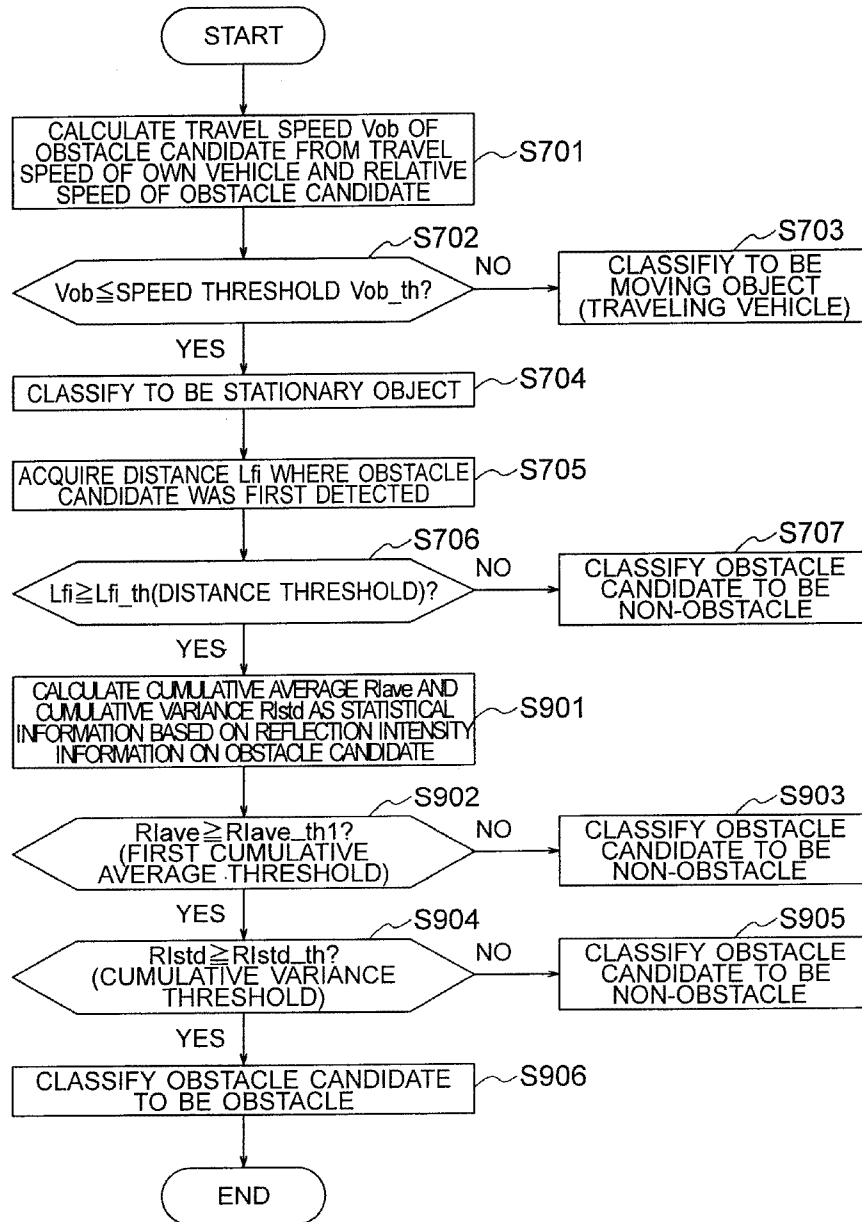 START
CALCULATE TRAVEL SPEED Vob OF
OBSTACLE CANDIDATE FROM TRAVEL
SPEED OF OWN VEHICLE AND RELATIVE
SPEED OF OBSTACLE CANDIDATE
S701
S702
Vob≦SPEED THRESHOLD Vob_th?
NO
S703
CLASSIFIY TO BE
MOVING OBJECT
(TRAVELING VEHICLE)
YES
CLASSIFY TO BE STATIONARY OBJECT
S704
ACQUIRE DISTANCE Lfi WHERE OBSTACLE
CANDIDATE WAS FIRST DETECTED
S705
S706
Lfi≧Lfi_th(DISTANCE THRESHOLD)?
NO
S707
CLASSIFY OBSTACLE
CANDIDATE TO BE
NON-OBSTACLE
YES
CALCULATE CUMULATIVE AVERAGE RIave AND
CUMULATIVE VARIANCE RIstd AS STATISTICAL
INFORMATION BASED ON REFLECTION INTENSITY
INFORMATION ON OBSTACLE CANDIDATE
S901
S902
RIave≧RIave_th1?
(FIRST CUMULATIVE
AVERAGE THRESHOLD)
NO
S903
CLASSIFY OBSTACLE
CANDIDATE TO BE
NON-OBSTACLE
YES
S904
RIstd≧RIstd_th?
(CUMULATIVE VARIANCE
THRESHOLD)
NO
S905
CLASSIFY OBSTACLE
CANDIDATE TO BE
NON-OBSTACLE
YES
CLASSIFY OBSTACLE CANDIDATE
TO BE OBSTACLE
S906
END